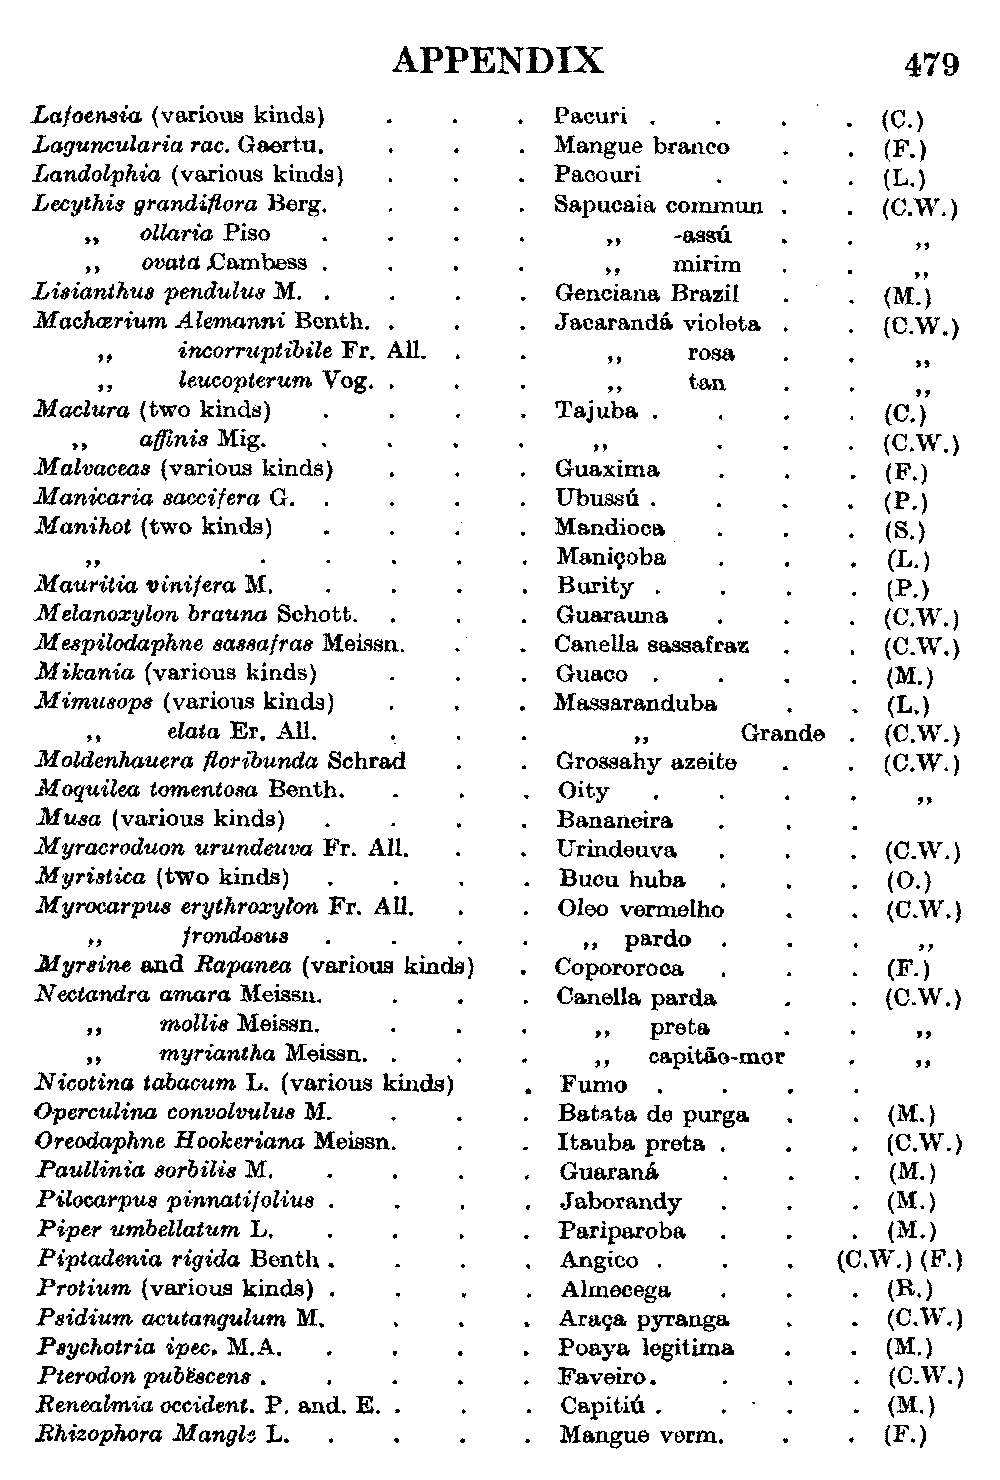 APPENDIX 479
Lafoensia (various kinds) . . . Pacuri . . . . (C.)
Laguncularia rac. Gaertu. . . . Mangue branco . . (F.)
Landolphia (various kinds) . . . Pacouri . . . (L.)
Lecythis grandiflora Berg. . . . Sapucaia commun . . (C.W.)
„ ollaria Piso . . . . „ -assú . . „
„ ovata Cambess . . . . „ mirim . . „
Lisianthus pendulus M. . . . . Genciana Brazil . . (M.)
Machœrium Alemanni Benth. . . . Jacarandá violeta . . (C.W.)
„ incorruptibile Fr. All. . . . „ rosa . . „
„ leucopterum Vog. . . . „ tan . . „
Maclura (two kinds) . . . . Tajuba . . . . (C.)
„ affinis Mig. . . . . „ . . . (C.W.)
Malvaceas (various kinds) . . . Guaxima . . . (F.)
Manicaria saccifera G. . . . . Ubussú . . . . (P.)
Manihot (two kinds) . . . . Mandioca . . . (S.)
„ . . . . . Maniçoba . . . (L.)
Mauritia vinifera M. . . . . Burity . . . . (P.)
Melanoxylon brauna Schott. . . . Guarauna . . . (C.W.)
Mespilodaphne sassafras Meissn. . . Canella sassafraz . . (C.W.)
Mikania (various kinds) . . . Guaco . . . . (M.)
Mimusops (various kinds) . . . Massaranduba . . (L.)
„ elata Er. All. . . . „ Grande . (C.W.)
Moldenhauera floribunda Schrad . . Grossahy azeite . . (C.W.)
Moquilea tomentosa Benth. . . . Oity . . . . „
Musa (various kinds) . . . . Bananeira . . .
Myracroduon urundeuva Fr. All. . . Urindeuva . . . (C.W.)
Myristica (two kinds) . . . . Bucu huba . . . (O.)
Myrocarpus erythroxylon Fr. All. . . Oleo vermelho . . (C.W.)
„ frondosus . . . . „ pardo . . . „
Myrsine and Rapanea (various kinds) . Copororoca . . . (F.)
Nectandra amara Meissn. . . . Canella parda . . (C.W.)
„ mollis Meissn. . . . „ preta . . „
„ myriantha Meissn. . . . „ capitão-mor . „
Nicotina tabacum L. (various kinds) . Fumo . . . .
Operculina convolvulus M. . . . Batata de purga . . (M.)
Oreodaphne Hookeriana Meissn. . . Itauba preta . . . (C.W.)
Paullinia sorbilis M. . . . . Guaraná . . . (M.)
Pilocarpus pinnatifolius . . . . Jaborandy . . . (M.)
Piper umbellatum L. . . . . Pariparoba . . . (M.)
Piptadenia rigida Benth . . . . Angico . . . (C.W.) (F.)
Protium (various kinds) . . . . Almecega . . . (R.)
Psidium acutangulum M. . . . Araça pyranga . . (C.W.)
Psychotria ipec. M.A. . . . . Poaya legitima . . (M.)
Pterodon pubescens . . . . . Faveiro. . . . (C.W.)
Renealmia occident. P. and. E. . . . Capitiú . . . . (M.)
Rhizophora Mangle L. . . . . Mangue verm. . . (F.)